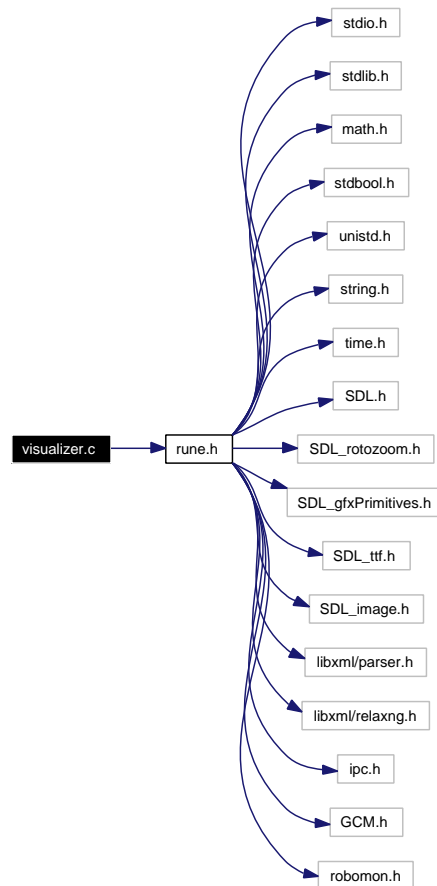 stdio.h
stdlib.h
math.h
stdbool.h
unistd.h
string.h
time.h
SDL.h
visualizer.c
rune.h
SDL_rotozoom.h
SDL_gfxPrimitives.h
SDL_ttf.h
SDL_image.h
libxml/parser.h
libxml/relaxng.h
ipc.h
GCM.h
robomon.h